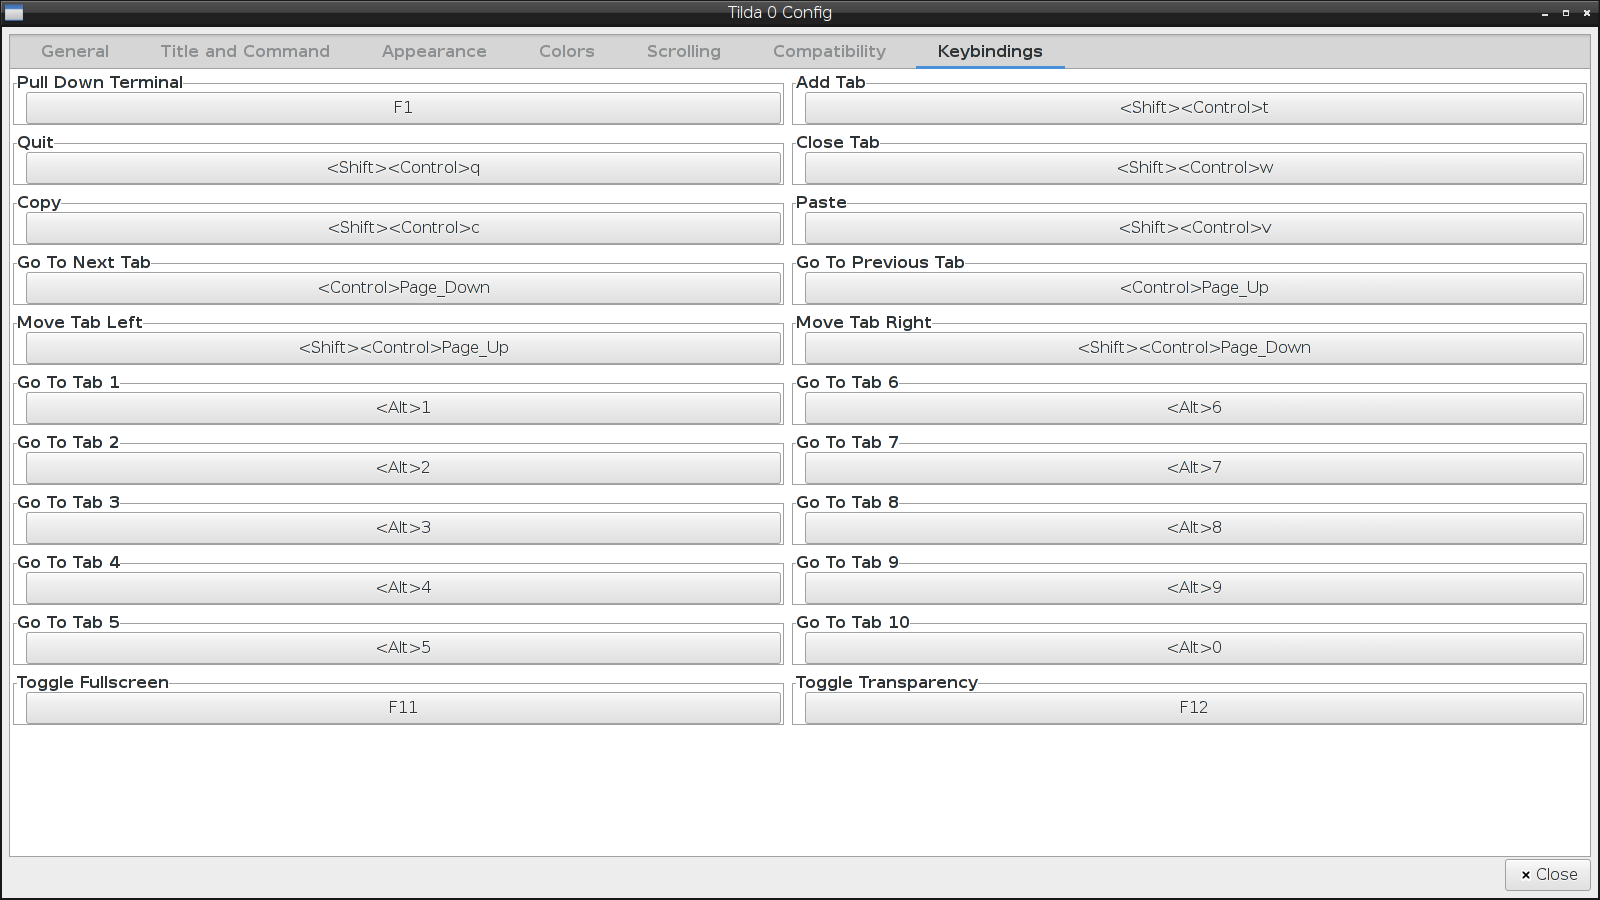 Tilda 0 Config
General Title and Command Appearance Colors Scrolling Compatibility Keybindings
Pull Down Terminal Add Tab
F1 <Shift><Control>t
Quit Close Tab
<Shift><Control>q <Shift><Control>w
Copy Paste
<Shift><Control>c <Shift><Control>v
Go To Next Tab Go To Previous Tab
<Control>Page_Down <Control>Page_Up
Move Tab Left Move Tab Right
<Shift><Control>Page_Up <Shift><Control>Page_Down
Go To Tab 1 Go To Tab 6
<Alt>1 <Alt>6
Go To Tab 2 Go To Tab 7
<Alt>2 <Alt>7
Go To Tab 3 Go To Tab 8
<Alt>3 <Alt>8
Go To Tab 4 Go To Tab 9
<Alt>4 <Alt>9
Go To Tab 5 Go To Tab 10
<Alt>5 <Alt>0
Toggle Fullscreen Toggle Transparency
F11 F12
Close